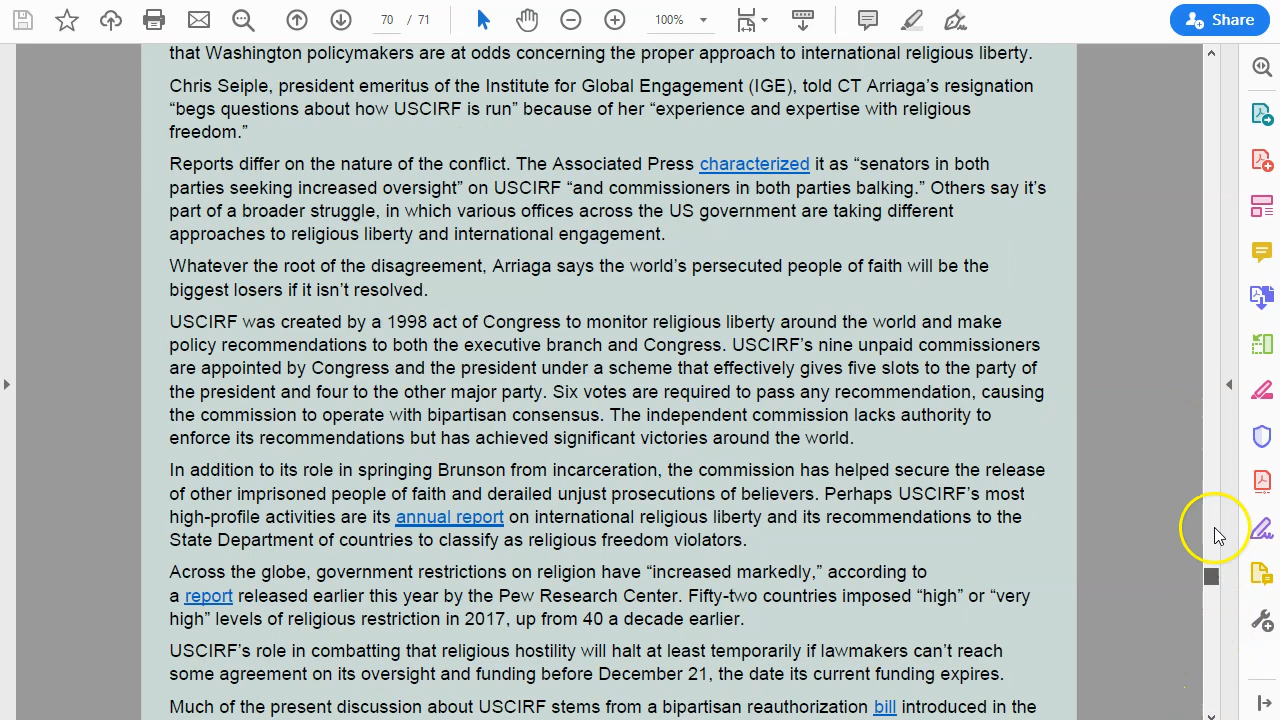 70 / 71
100%
Share
that Washington policymakers are at odds concerning the proper approach to international religious liberty.
Chris Seiple, president emeritus of the Institute for Global Engagement (IGE), told CT Arriaga’s resignation
“begs questions about how USCIRF is run” because of her “experience and expertise with religious
freedom.”
Reports differ on the nature of the conflict. The Associated Press characterized it as “senators in both
parties seeking increased oversight” on USCIRF “and commissioners in both parties balking.” Others say it’s
part of a broader struggle, in which various offices across the US government are taking different
approaches to religious liberty and international engagement.
Whatever the root of the disagreement, Arriaga says the world’s persecuted people of faith will be the
biggest losers if it isn’t resolved.
USCIRF was created by a 1998 act of Congress to monitor religious liberty around the world and make
policy recommendations to both the executive branch and Congress. USCIRF’s nine unpaid commissioners
are appointed by Congress and the president under a scheme that effectively gives five slots to the party of
the president and four to the other major party. Six votes are required to pass any recommendation, causing
the commission to operate with bipartisan consensus. The independent commission lacks authority to
enforce its recommendations but has achieved significant victories around the world.
In addition to its role in springing Brunson from incarceration, the commission has helped secure the release
of other imprisoned people of faith and derailed unjust prosecutions of believers. Perhaps USCIRF’s most
high-profile activities are its annual report on international religious liberty and its recommendations to the
State Department of countries to classify as religious freedom violators.
Across the globe, government restrictions on religion have “increased markedly,” according to
a report released earlier this year by the Pew Research Center. Fifty-two countries imposed “high” or “very
high” levels of religious restriction in 2017, up from 40 a decade earlier.
USCIRF’s role in combatting that religious hostility will halt at least temporarily if lawmakers can’t reach
some agreement on its oversight and funding before December 21, the date its current funding expires.
Much of the present discussion about USCIRF stems from a bipartisan reauthorization bill introduced in the